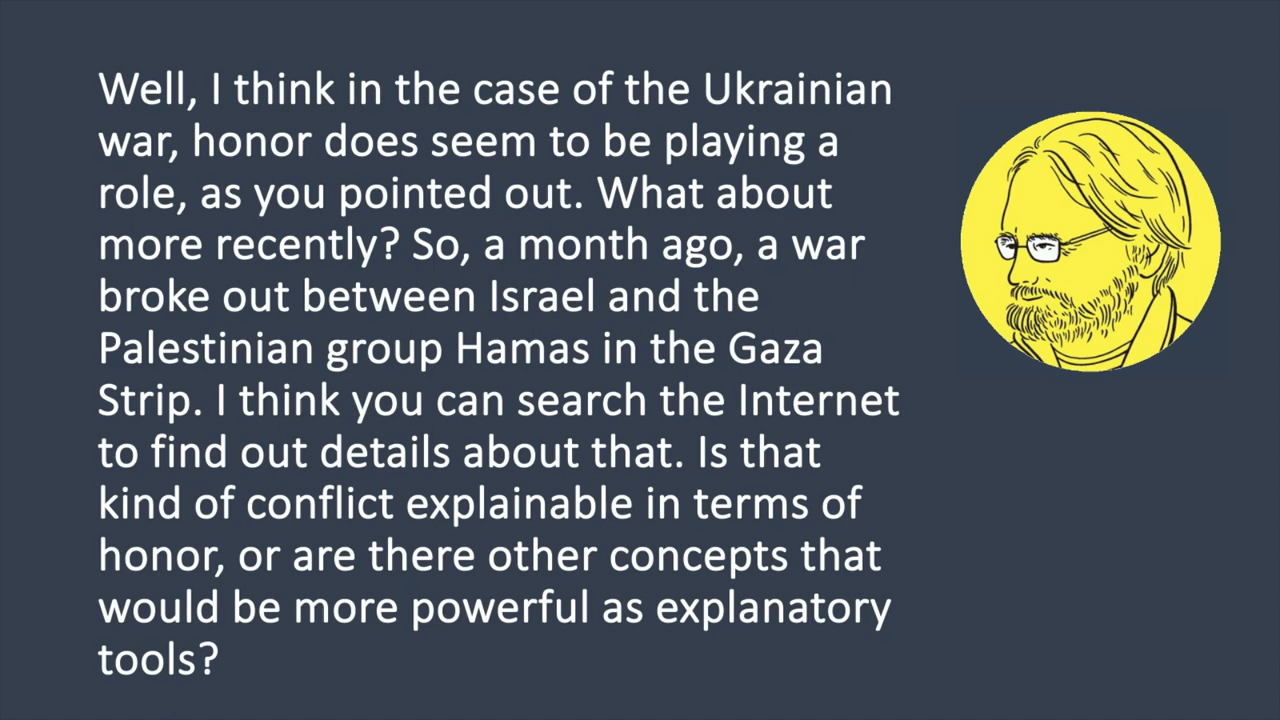 Well, I think in the case of the Ukrainian
war, honor does seem to be playing a
role, as you pointed out. What about
more recently? So, a month ago, a war
broke out between Israel and the
Palestinian group Hamas in the Gaza
Strip. I think you can search the Internet
to find out details about that. Is that
kind of conflict explainable in terms of
honor, or are there other concepts that
would be more powerful as explanatory
tools?